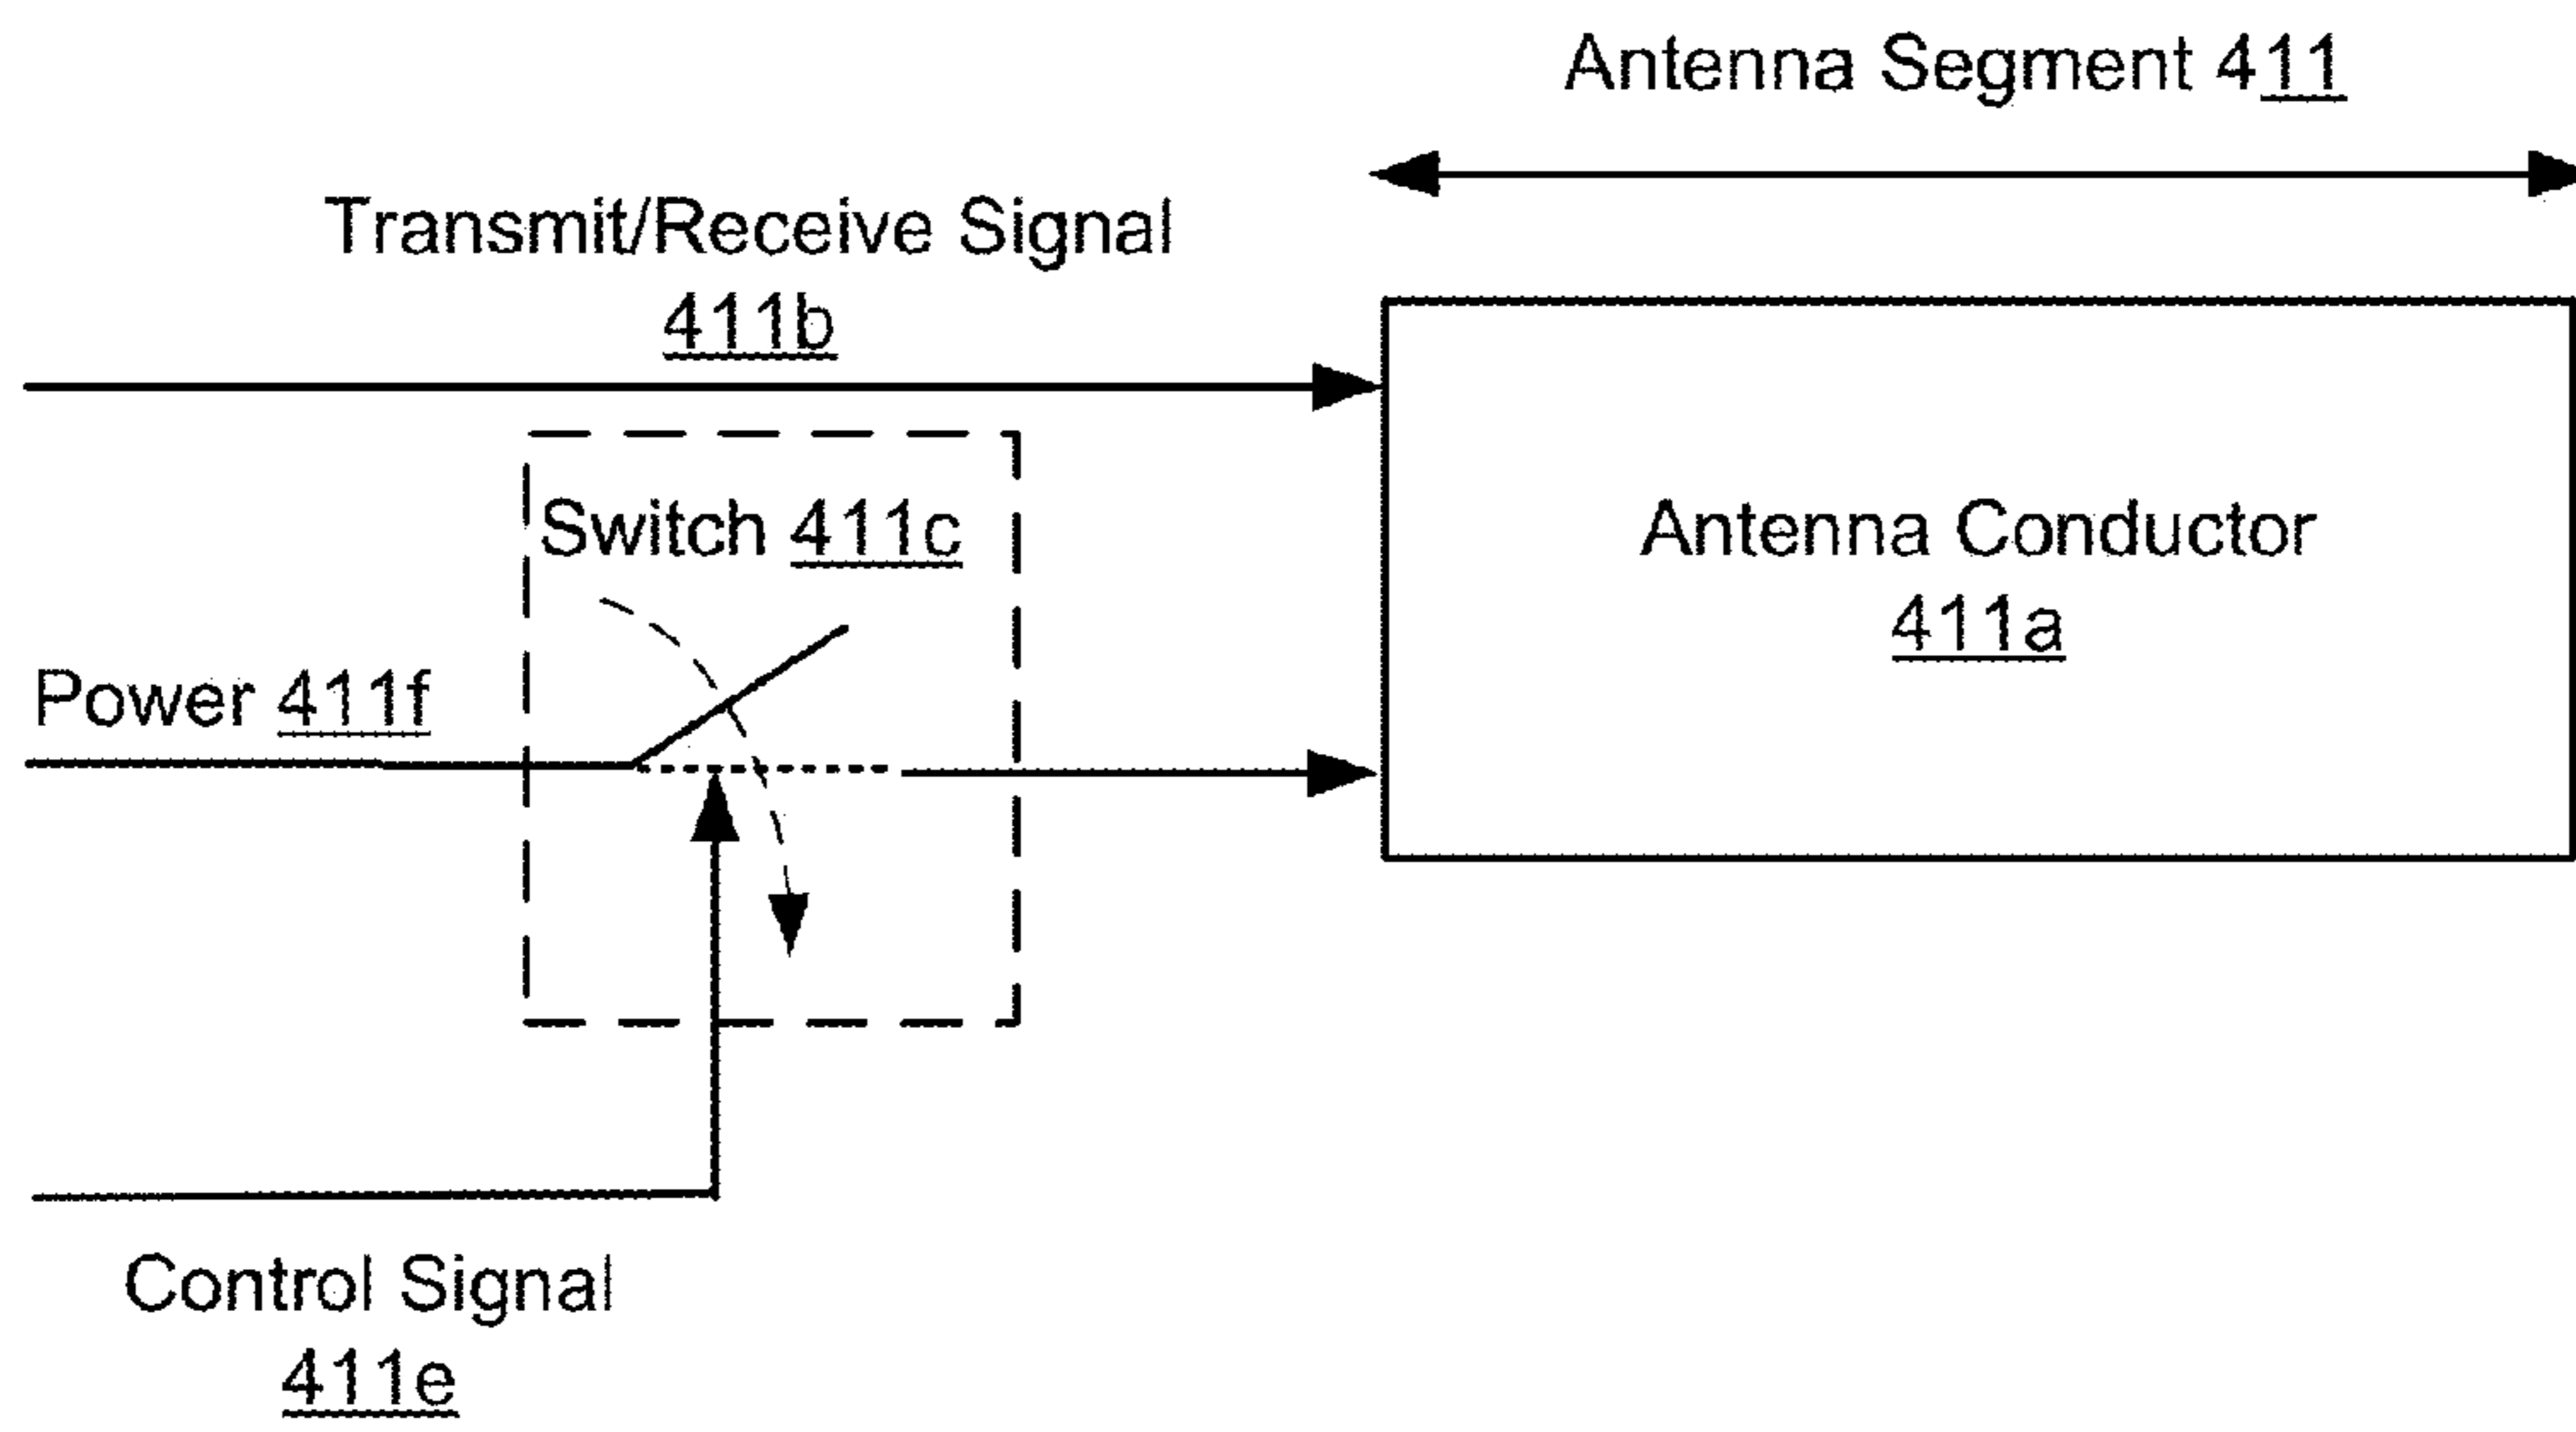 Antenna Segment 411
Transmit/Receive Signal
411b
Switch 411c
Antenna Conductor
411a
Power 411f
Control Signal
411e